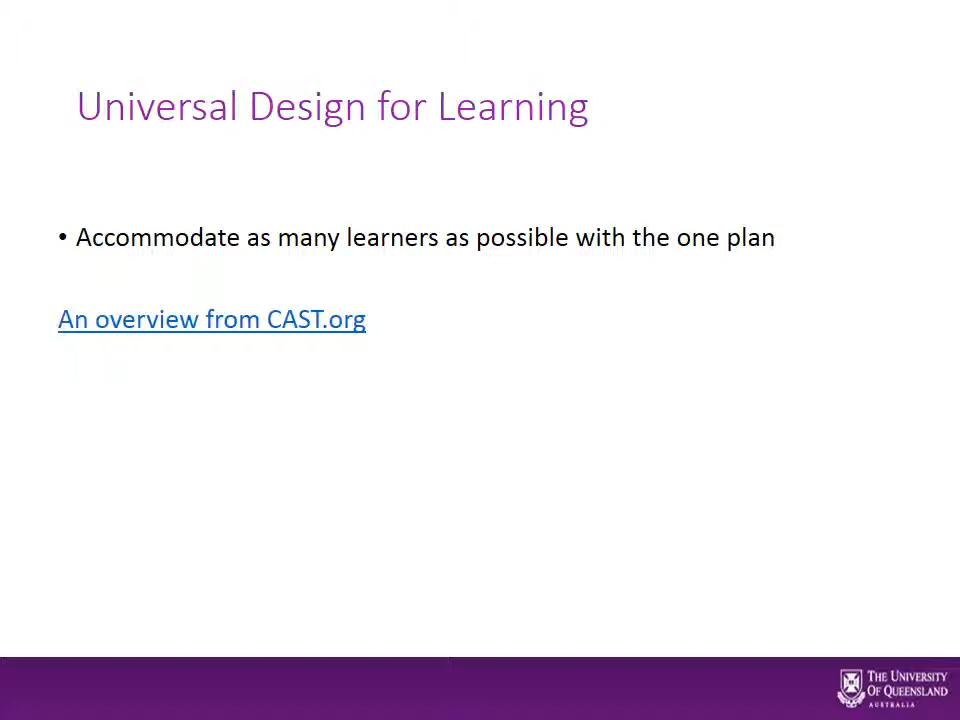 Universal Design for Learning
• Accommodate as many learners as possible with the one plan
An overview from CAST.org
THE UNIVERSITY
OF QUEENSLAND
AUSTRALIA